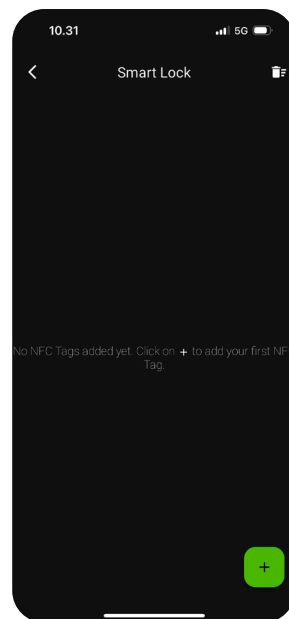 10.31 5G
Smart Lock
No NFC Tags added yet. Click on + to add your first NF
Tag.
+